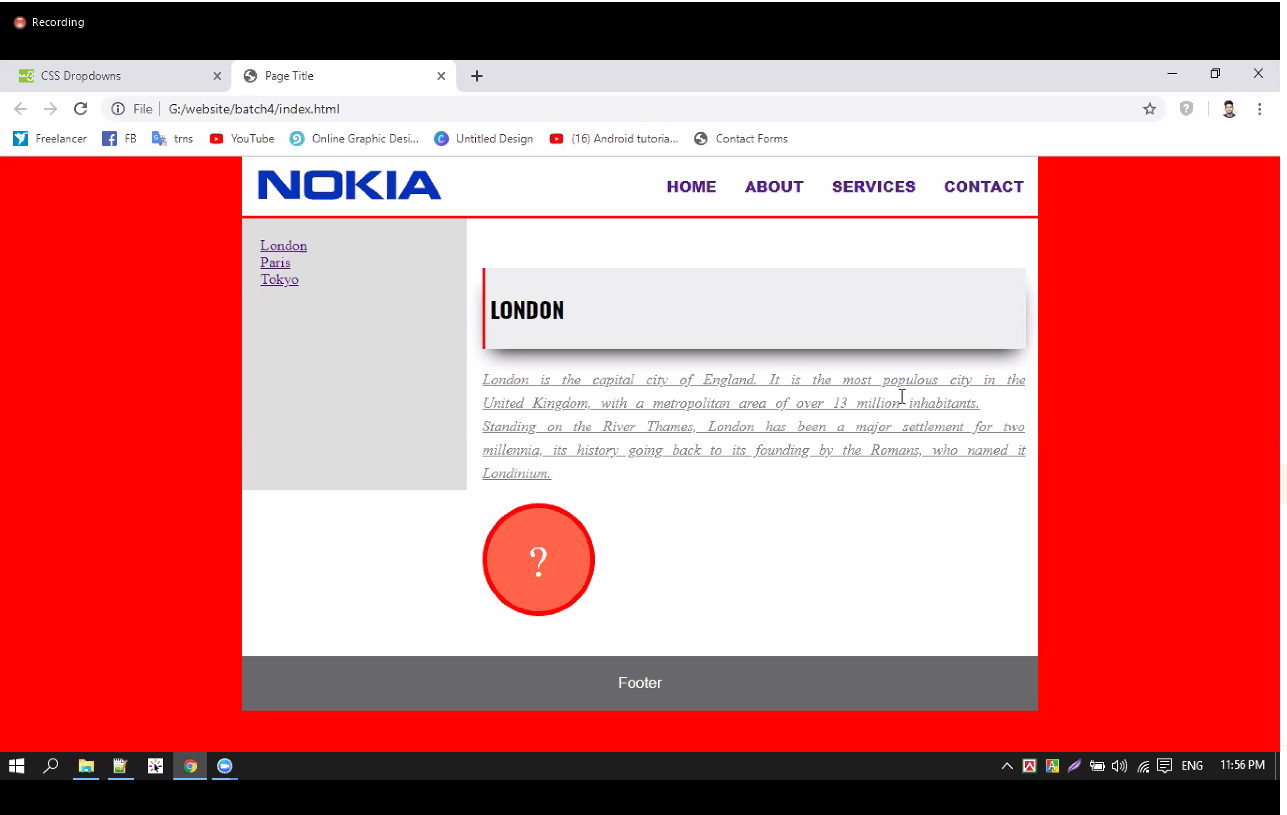 Recording
CSS Dropdowns
Page Title
File
G:/website/batch4/index.html
Freelancer
FB
trns
YouTube
Online Graphic Desi...
Untitled Design
(16) Android tutoria...
Contact Forms
NOKIA
HOME
ABOUT
SERVICES
CONTACT
London
Paris
Tokyo
LONDON
London is the capital city of England. It is the most populous city in the
United Kingdom, with a metropolitan area of over 13 million inhabitants.
Standing on the River Thames, London has been a major settlement for two
millennia, its history going back to its founding by the Romans, who named it
Londinium.
?
Footer
ENG
11:56 PM